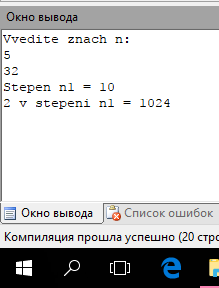 Окно вывода
Vvedite znach n:
5
32
Stepen n1 = 10
2 v stepeni n1 = 1024
Окно вывода Список ошибок
Компиляция прошла успешно (20 стро